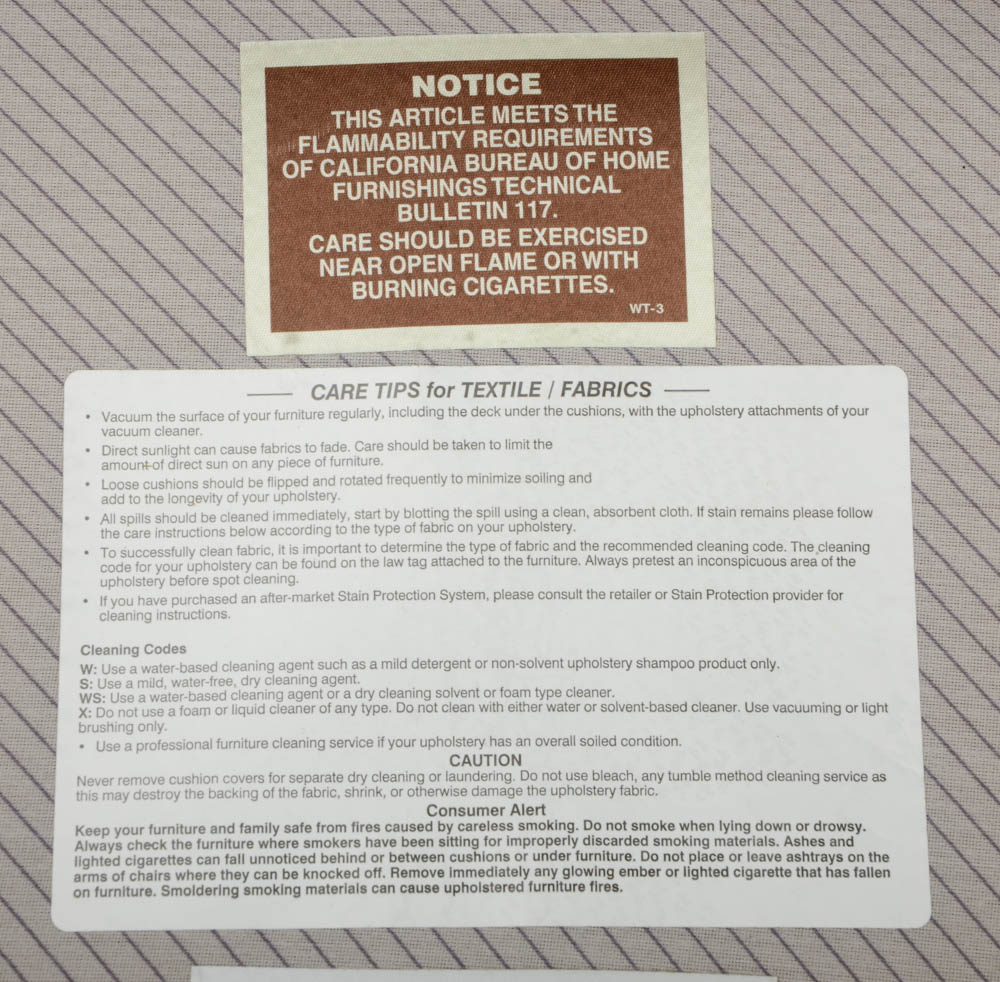 NOTICE
THIS ARTICLE MEETS THE
FLAMMABILITY REQUIREMENTS
OF CALIFORNIA BUREAU OF HOME
FURNISHINGS TECHNICAL
BULLETIN 117.
CARE SHOULD BE EXERCISED
NEAR OPEN FLAME OR WITH
BURNING CIGARETTES.
WT-3
CARE TIPS for TEXTILE / FABRICS
• Vacuum the surface of your furniture regularly, including the deck under the cushions, with the upholstery attachments of your
vacuum cleaner.
• Direct sunlight can cause fabrics to fade. Care should be taken to limit the
amount of direct sun on any piece of furniture.
• Loose cushions should be flipped and rotated frequently to minimize soiling and
add to the longevity of your upholstery.
• All spills should be cleaned immediately, start by blotting the spill using a clean, absorbent cloth. If stain remains please follow
the care instructions below according to the type of fabric on your upholstery.
• To successfully clean fabric, it is important to determine the type of fabric and the recommended cleaning code. The cleaning
code for your upholstery can be found on the law tag attached to the furniture. Always pretest an inconspicuous area of the
upholstery before spot cleaning.
• If you have purchased an after-market Stain Protection System, please consult the retailer or Stain Protection provider for
cleaning instructions.
Cleaning Codes
W: Use a water-based cleaning agent such as a mild detergent or non-solvent upholstery shampoo product only.
S: Use a mild, water-free, dry cleaning agent.
WS: Use a water-based cleaning agent or a dry cleaning solvent or foam type cleaner.
X: Do not use a foam or liquid cleaner of any type. Do not clean with either water or solvent-based cleaner. Use vacuuming or light
brushing only.
• Use a professional furniture cleaning service if your upholstery has an overall soiled condition.
CAUTION
Never remove cushion covers for separate dry cleaning or laundering. Do not use bleach, any tumble method cleaning service as
this may destroy the backing of the fabric, shrink, or otherwise damage the upholstery fabric.
Consumer Alert
Keep your furniture and family safe from fires caused by careless smoking. Do not smoke when lying down or drowsy.
Always check the furniture where smokers have been sitting for improperly discarded smoking materials. Ashes and
lighted cigarettes can fall unnoticed behind or between cushions or under furniture. Do not place or leave ashtrays on the
arms of chairs where they can be knocked off. Remove immediately any glowing ember or lighted cigarette that has fallen
on furniture. Smoldering smoking materials can cause upholstered furniture fires.